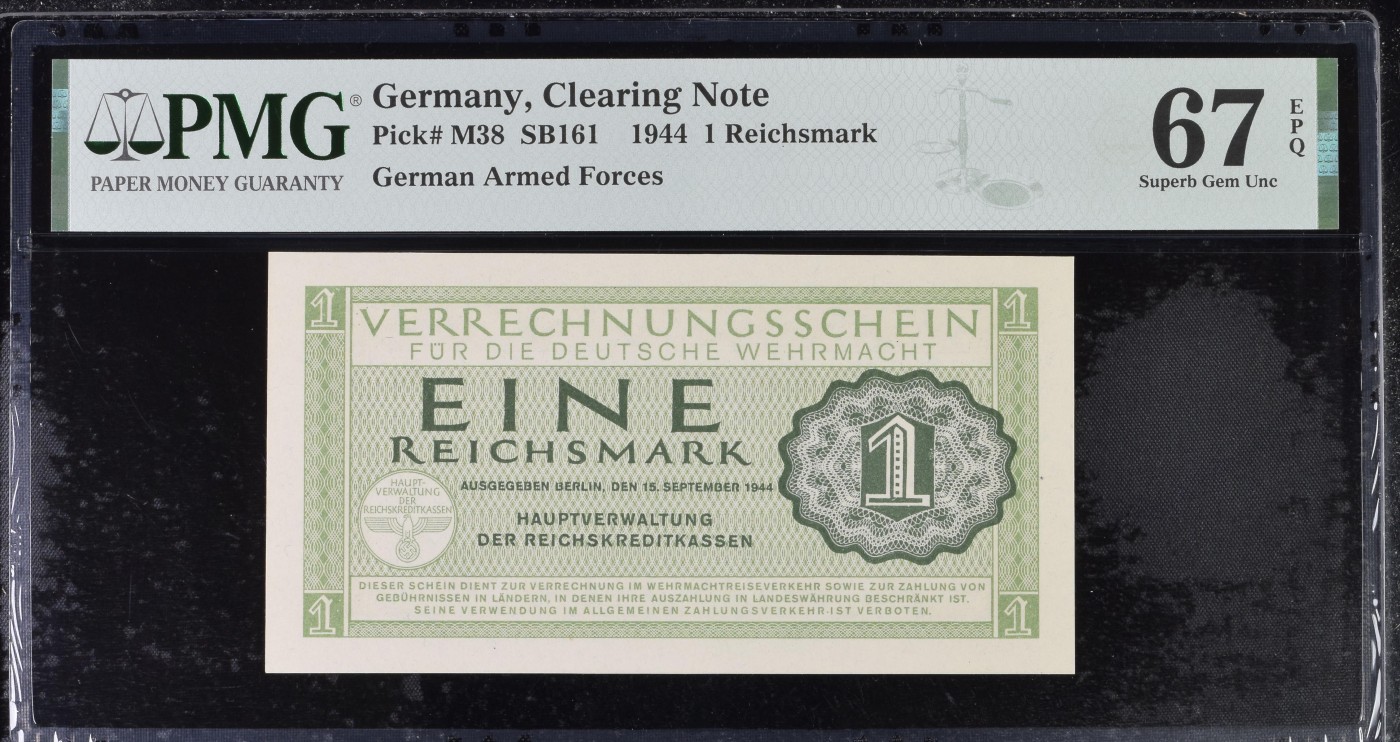 PMG®
PAPER MONEY GUARANTY
Germany, Clearing Note
Pick# M38 SB161 1944 1 Reichsmark
German Armed Forces
67
EPQ
Superb Gem Unc
1
1
VERRECHNUNGSSCHEIN
FÜR DIE DEUTSCHE WEHRMACHT
EINE
REICHSMARK
1
AUSGEGEBEN BERLIN, DEN 15. SEPTEMBER 1944
HAUPTVERWALTUNG
DER REICHSKREDITKASSEN
HAUPT-
VERWALTUNG
DER
REICHSKREDITKASSEN
DIESER SCHEIN DIENT ZUR VERRECHNUNG IM WEHRMACHTREISEVERKEHR SOWIE ZUR ZAHLUNG VON
GEBÜHRNISSEN IN LÄNDERN, IN DENEN IHRE AUSZAHLUNG IN LANDESWÄHRUNG BESCHRÄNKT IST.
SEINE VERWENDUNG IM ALLGEMEINEN ZAHLUNGSVERKEHR IST VERBOTEN.
1
1